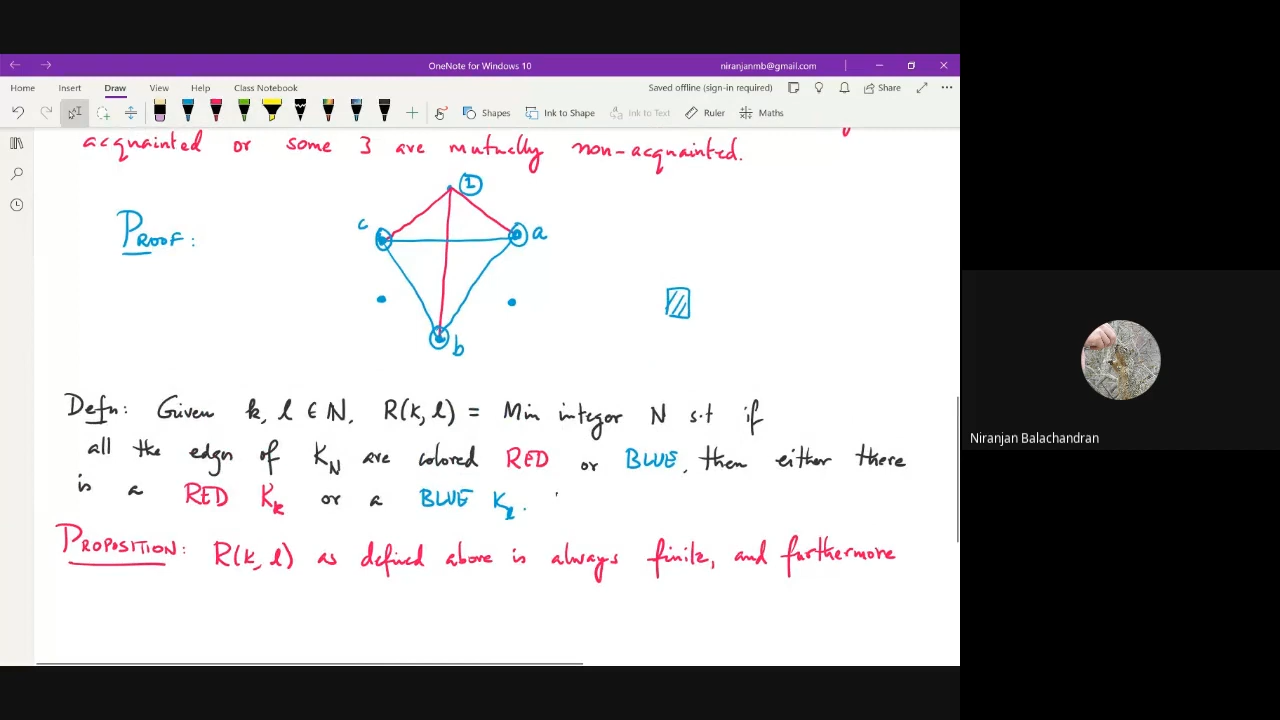 OneNote for Windows 10
niranjanmb@gmail.com
Home Insert Draw View Help Class Notebook
Saved offline (sign-in required)
Share
Shapes Ink to Shape Ink to Text Ruler Maths
acquainted or some 3 are mutually non-acquainted.
1
c
a
PROOF:
b
Defn: Given k, l ∈ N, R(k, l) = Min integer N s.t if
all the edges of K_N are colored RED or BLUE, then either there
is a RED K_k or a BLUE K_l.
PROPOSITION: R(k, l) as defined above is always finite, and furthermore
Niranjan Balachandran